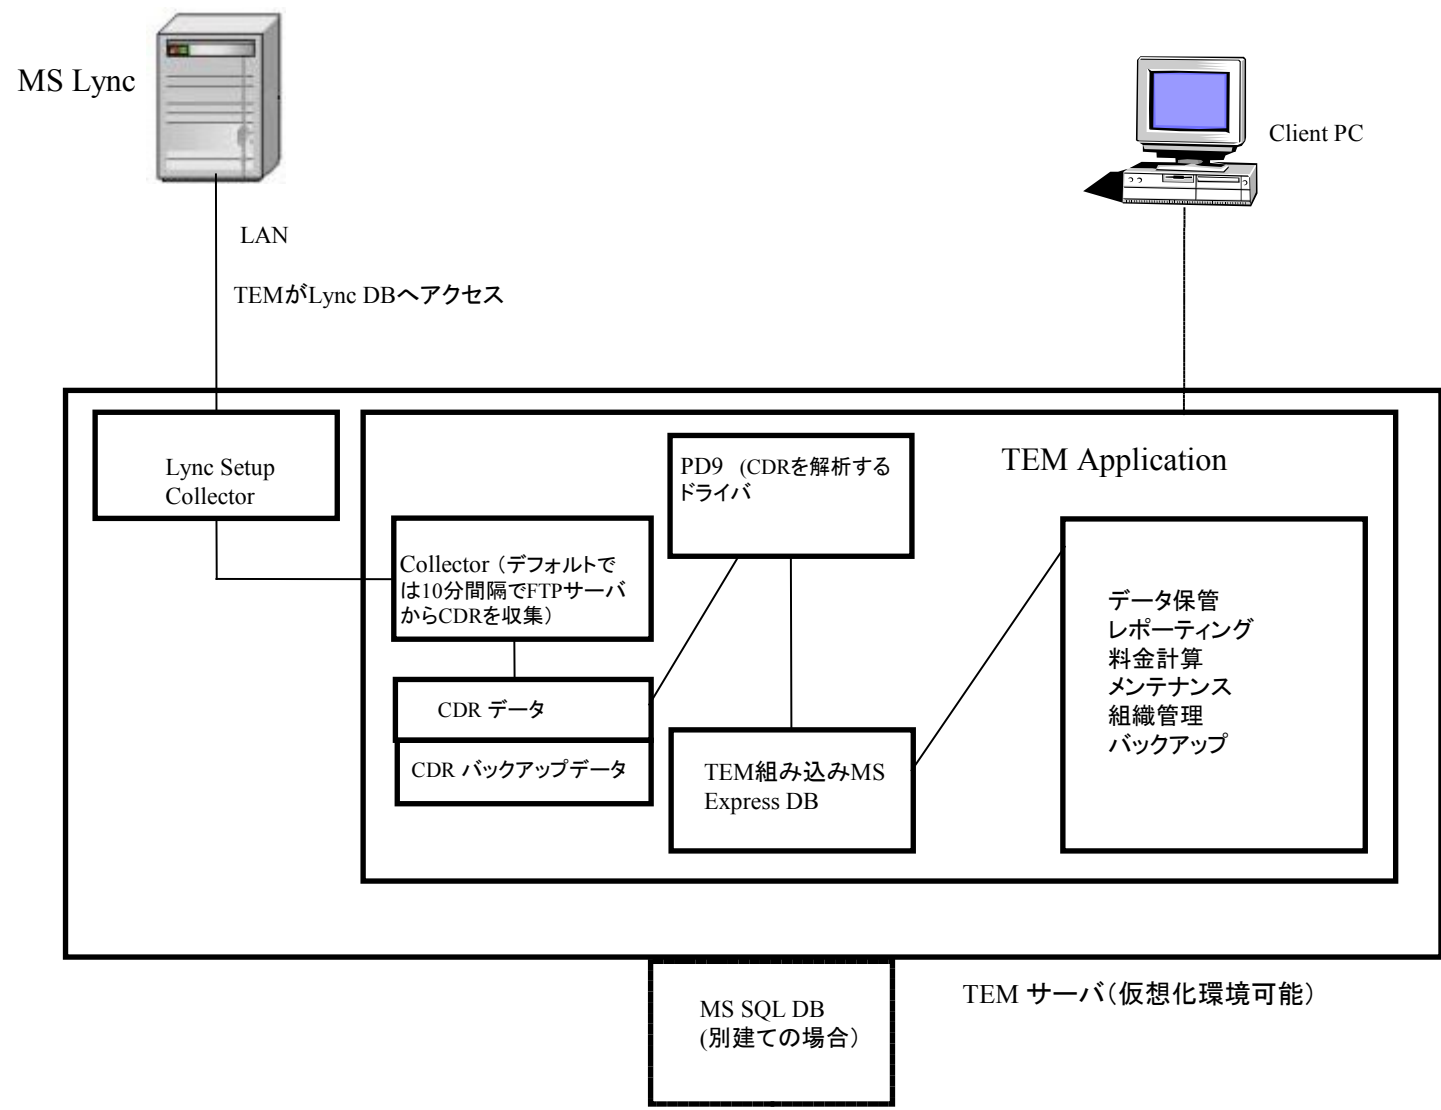 MS Lync
Client PC
LAN
TEMがLync DBへアクセス
Lync Setup
Collector
TEM Application
PD9 (CDRを解析する
ドライバ
Collector（デフォルトで
は10分間隔でFTPサーバ
からCDRを収集）
データ保管
レポーティング
料金計算
メンテナンス
組織管理
バックアップ
CDR データ
CDR バックアップデータ
TEM組み込みMS
Express DB
TEM サーバ（仮想化環境可能）
MS SQL DB
(別建ての場合）